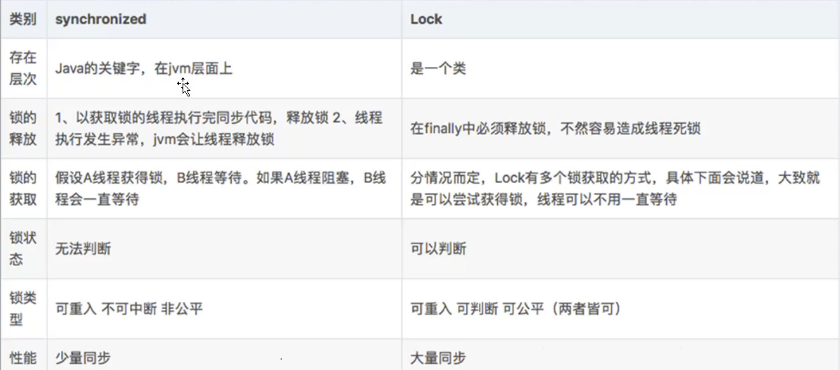 类别 synchronized Lock
存在
层次
Java的关键字，在jvm层面上
是一个类
锁的
释放
1、以获取锁的线程执行完同步代码，释放锁 2、线程
执行发生异常，jvm会让线程释放锁
在finally中必须释放锁，不然容易造成线程死锁
锁的
获取
假设A线程获得锁，B线程等待。如果A线程阻塞，B线
程会一直等待
分情况而定，Lock有多个锁获取的方式，具体下面会说道，大致就
是可以尝试获得锁，线程可以不用一直等待
锁状
态
无法判断
可以判断
锁类
型
可重入 不可中断 非公平
可重入 可判断 可公平（两者皆可）
性能 少量同步 大量同步